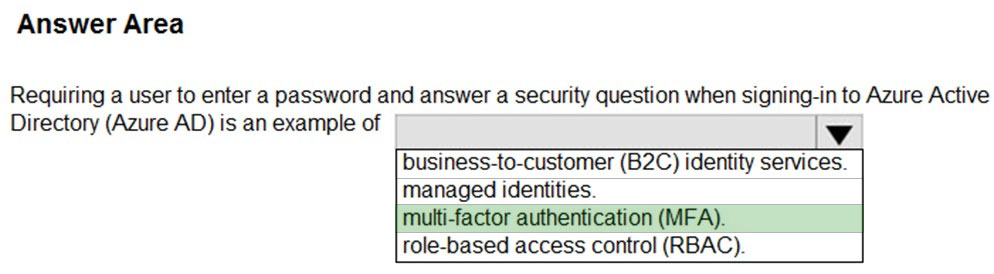 Answer Area
Requiring a user to enter a password and answer a security question when signing-in to Azure Active
Directory (Azure AD) is an example of
business-to-customer (B2C) identity services.
managed identities.
multi-factor authentication (MFA).
role-based access control (RBAC).